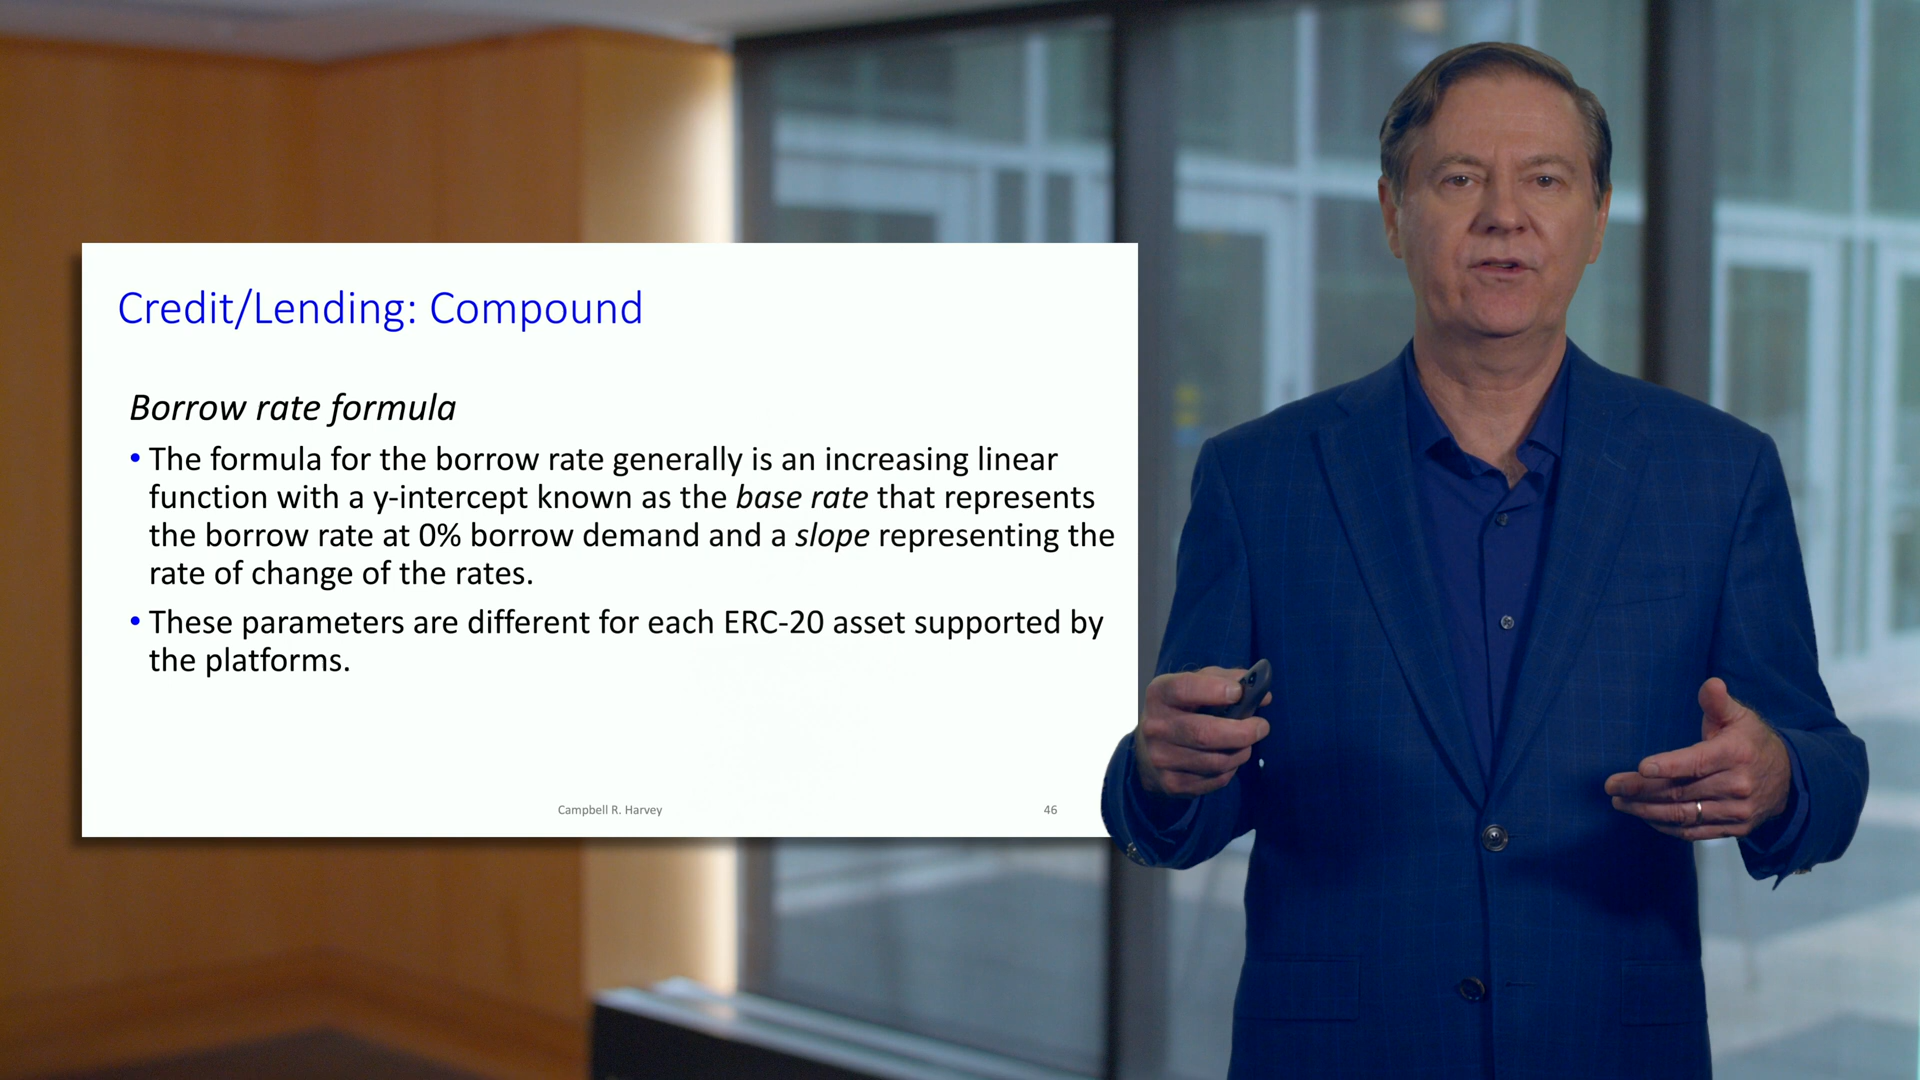 Credit/Lending: Compound
Borrow rate formula
• The formula for the borrow rate generally is an increasing linear
function with a y-intercept known as the base rate that represents
the borrow rate at 0% borrow demand and a slope representing the
rate of change of the rates.
• These parameters are different for each ERC-20 asset supported by
the platforms.
Campbell R. Harvey
46